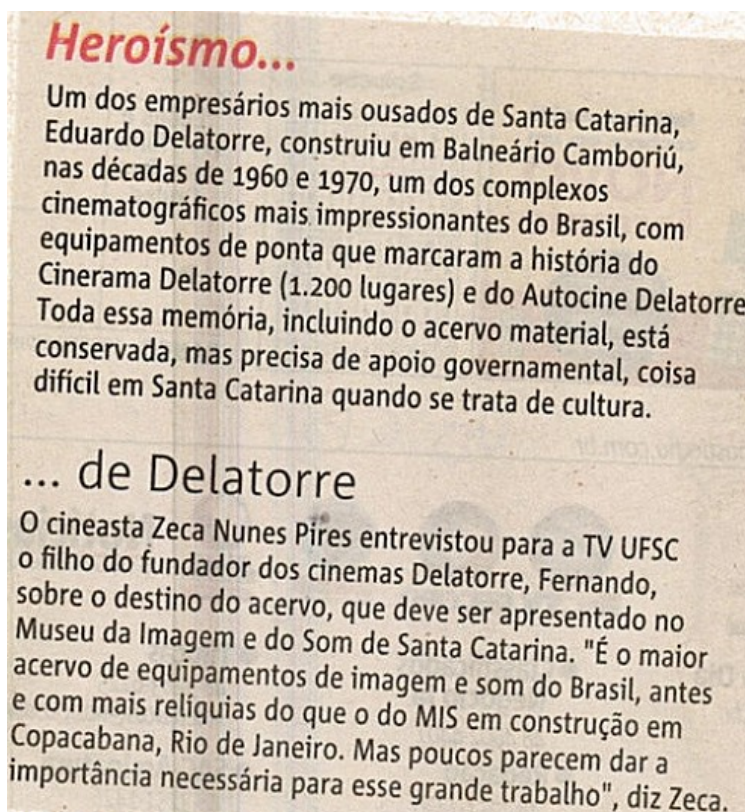 Heroísmo...
Um dos empresários mais ousados de Santa Catarina,
Eduardo Delatorre, construiu em Balneário Camboriú,
nas décadas de 1960 e 1970, um dos complexos
cinematográficos mais impressionantes do Brasil, com
equipamentos de ponta que marcaram a história do
Cinerama Delatorre (1.200 lugares) e do Autocine Delatorre
Toda essa memória, incluindo o acervo material, está
conservada, mas precisa de apoio governamental, coisa
difícil em Santa Catarina quando se trata de cultura.
... de Delatorre
O cineasta Zeca Nunes Pires entrevistou para a TV UFSC
o filho do fundador dos cinemas Delatorre, Fernando,
sobre o destino do acervo, que deve ser apresentado no
Museu da Imagem e do Som de Santa Catarina. "É o maior
acervo de equipamentos de imagem e som do Brasil, antes
e com mais relíquias do que o do MIS em construção em
Copacabana, Rio de Janeiro. Mas poucos parecem dar a
importância necessária para esse grande trabalho", diz Zeca.